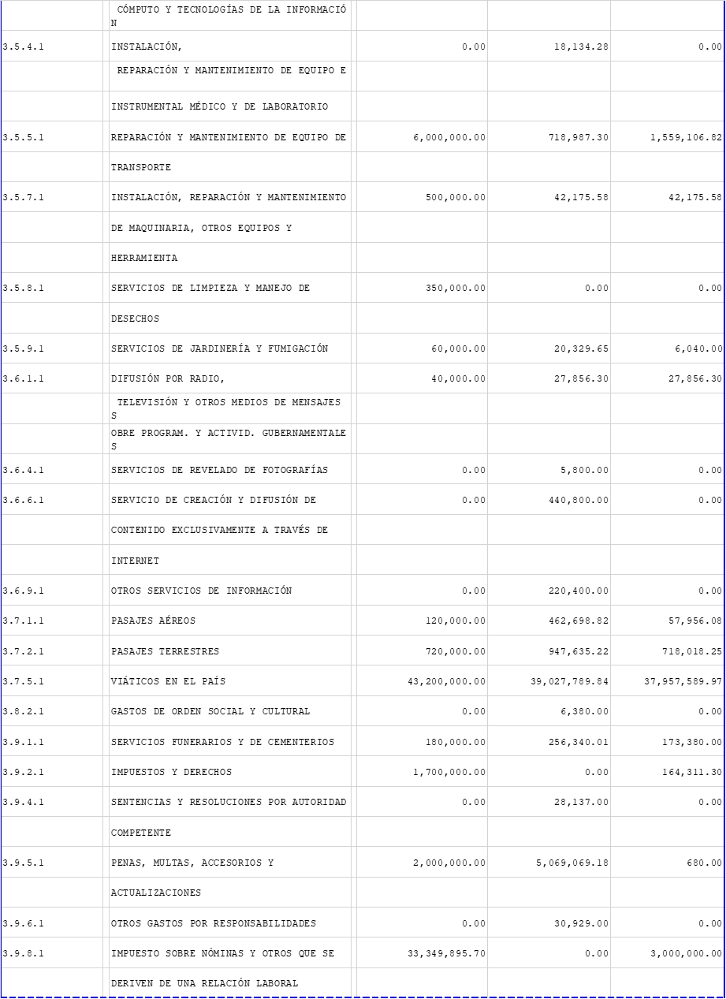 CÓMPUTO Y TECNOLOGÍAS DE LA INFORMACIÓ
N
3.5.4.1 INSTALACIÓN, 0.00 18,134.28 0.00
REPARACIÓN Y MANTENIMIENTO DE EQUIPO E
INSTRUMENTAL MÉDICO Y DE LABORATORIO
3.5.5.1 REPARACIÓN Y MANTENIMIENTO DE EQUIPO DE 6,000,000.00 718,987.30 1,559,106.82
TRANSPORTE
3.5.7.1 INSTALACIÓN, REPARACIÓN Y MANTENIMIENTO 500,000.00 42,175.58 42,175.58
DE MAQUINARIA, OTROS EQUIPOS Y
HERRAMIENTA
3.5.8.1 SERVICIOS DE LIMPIEZA Y MANEJO DE 350,000.00 0.00 0.00
DESECHOS
3.5.9.1 SERVICIOS DE JARDINERÍA Y FUMIGACIÓN 60,000.00 20,329.65 6,040.00
3.6.1.1 DIFUSIÓN POR RADIO, 40,000.00 27,856.30 27,856.30
TELEVISIÓN Y OTROS MEDIOS DE MENSAJES
S
OBRE PROGRAM. Y ACTIVID. GUBERNAMENTALE
S
3.6.4.1 SERVICIOS DE REVELADO DE FOTOGRAFÍAS 0.00 5,800.00 0.00
3.6.6.1 SERVICIO DE CREACIÓN Y DIFUSIÓN DE 0.00 440,800.00 0.00
CONTENIDO EXCLUSIVAMENTE A TRAVÉS DE
INTERNET
3.6.9.1 OTROS SERVICIOS DE INFORMACIÓN 0.00 220,400.00 0.00
3.7.1.1 PASAJES AÉREOS 120,000.00 462,698.82 57,956.08
3.7.2.1 PASAJES TERRESTRES 720,000.00 947,635.22 718,018.25
3.7.5.1 VIÁTICOS EN EL PAÍS 43,200,000.00 39,027,789.84 37,957,589.97
3.8.2.1 GASTOS DE ORDEN SOCIAL Y CULTURAL 0.00 6,380.00 0.00
3.9.1.1 SERVICIOS FUNERARIOS Y DE CEMENTERIOS 180,000.00 256,340.01 173,380.00
3.9.2.1 IMPUESTOS Y DERECHOS 1,700,000.00 0.00 164,311.30
3.9.4.1 SENTENCIAS Y RESOLUCIONES POR AUTORIDAD 0.00 28,137.00 0.00
COMPETENTE
3.9.5.1 PENAS, MULTAS, ACCESORIOS Y 2,000,000.00 5,069,069.18 680.00
ACTUALIZACIONES
3.9.6.1 OTROS GASTOS POR RESPONSABILIDADES 0.00 30,929.00 0.00
3.9.8.1 IMPUESTO SOBRE NÓMINAS Y OTROS QUE SE 33,349,895.70 0.00 3,000,000.00
DERIVEN DE UNA RELACIÓN LABORAL